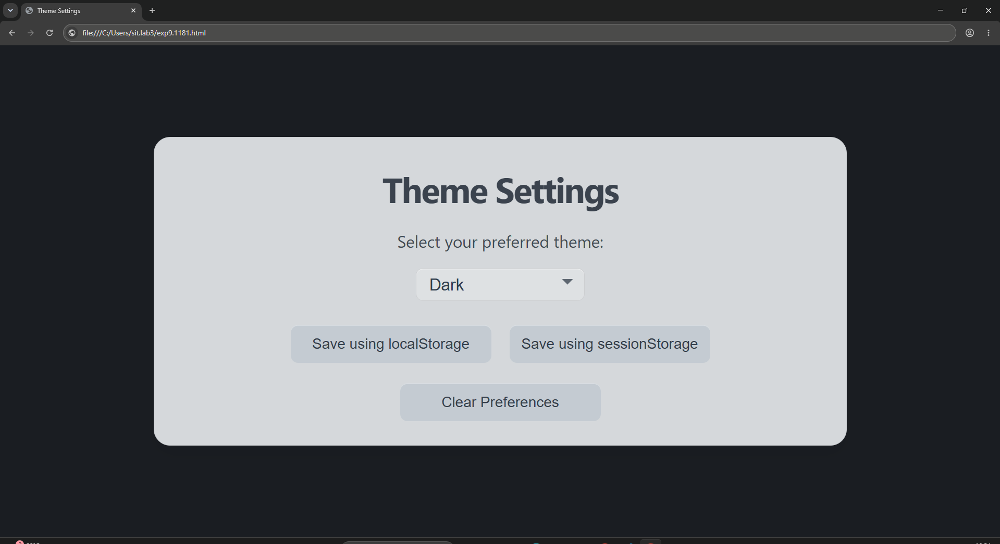 Theme Settings
file:///C:/Users/sit.lab3/exp9.1181.html
Theme Settings
Select your preferred theme:
Dark
Save using localStorage
Save using sessionStorage
Clear Preferences